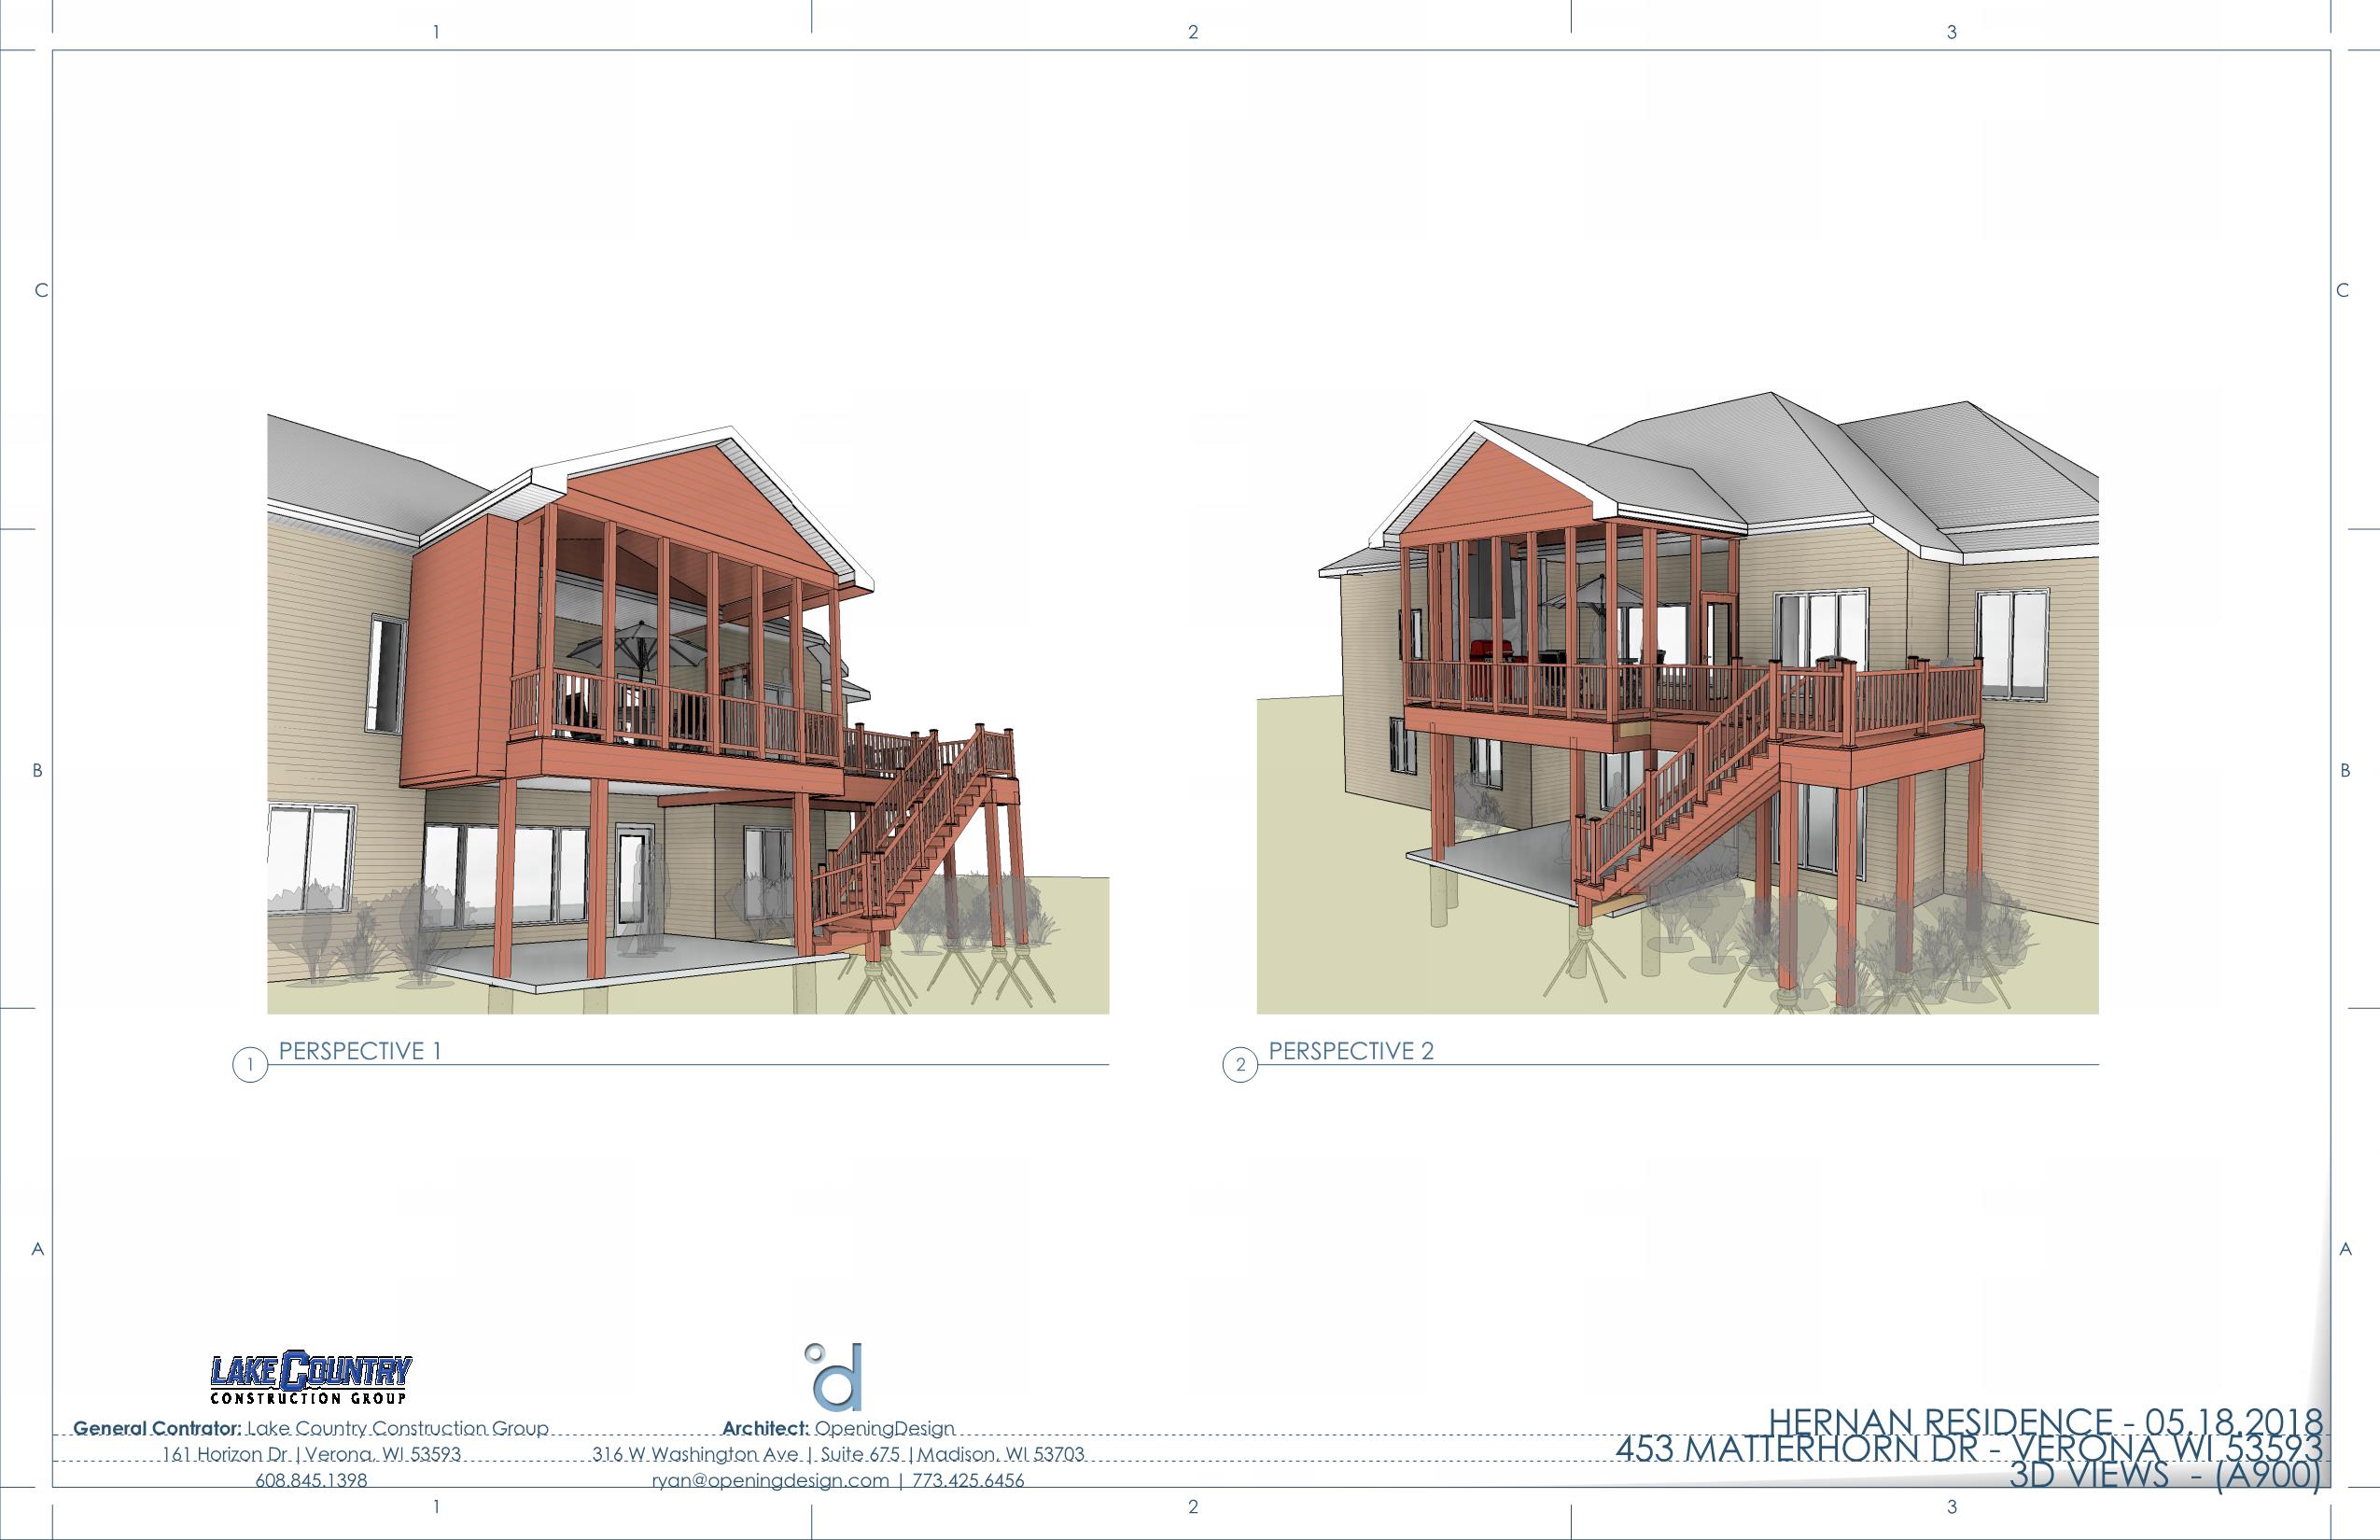 1 2 3
C C
B B
A A
1 PERSPECTIVE 1
2 PERSPECTIVE 2
LAKE COUNTRY
CONSTRUCTION GROUP
General Contrator: Lake Country Construction Group
161 Horizon Dr | Verona, WI 53593
608.845.1398
d
Architect: OpeningDesign
316 W Washington Ave | Suite 675 | Madison, WI 53703
ryan@openingdesign.com | 773.425.6456
HERNAN RESIDENCE - 05.18.2018
453 MATTERHORN DR - VERONA WI 53593
3D VIEWS - (A900)
1 2 3